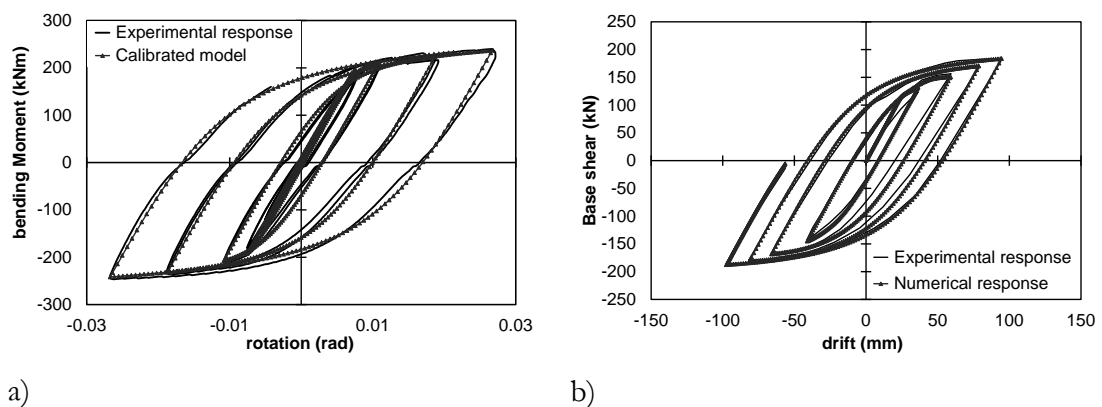 300
200
100
0
-100
-200
-300
bending Moment (kNm)
Experimental response
Calibrated model
-0.03
-0.01
0.01
0.03
rotation (rad)
a)
250
200
150
100
50
0
-50
-100
-150
-200
-250
Base shear (kN)
Experimental response
Numerical response
-150
-100
-50
0
50
100
150
drift (mm)
b)